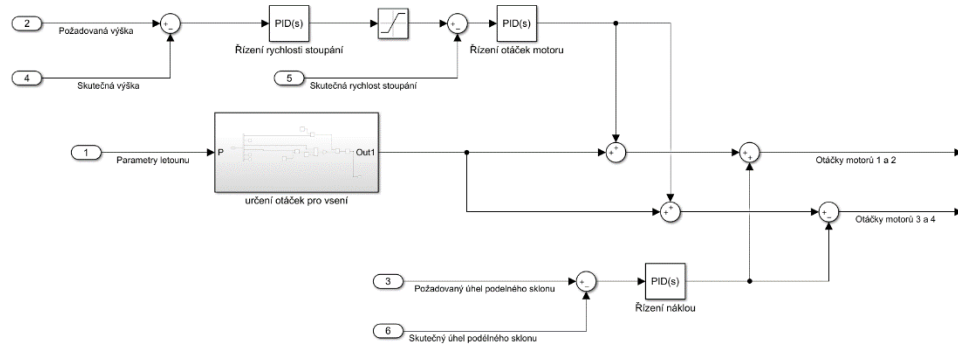 2
Požadovaná výška
PID(s)
Řízení rychlosti stoupání
PID(s)
Řízení otáček motoru
4
Skutečná výška
5
Skutečná rychlost stoupání
1
Parametry letounu
P
Out1
určení otáček pro vsení
Otáčky motorů 1 a 2
Otáčky motorů 3 a 4
3
Požadovaný úhel podelného sklonu
PID(s)
Řízení náklou
6
Skutečný úhel podélného sklonu